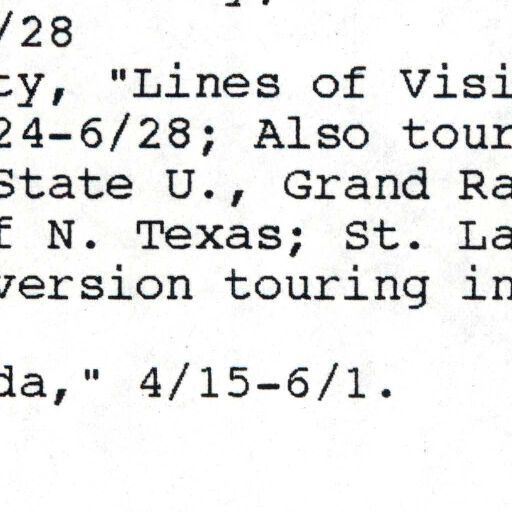 /28
ty, "Lines of Visi
24-6/28; Also tour
State U., Grand Ra
f N. Texas; St. La
version touring in
da," 4/15-6/1.